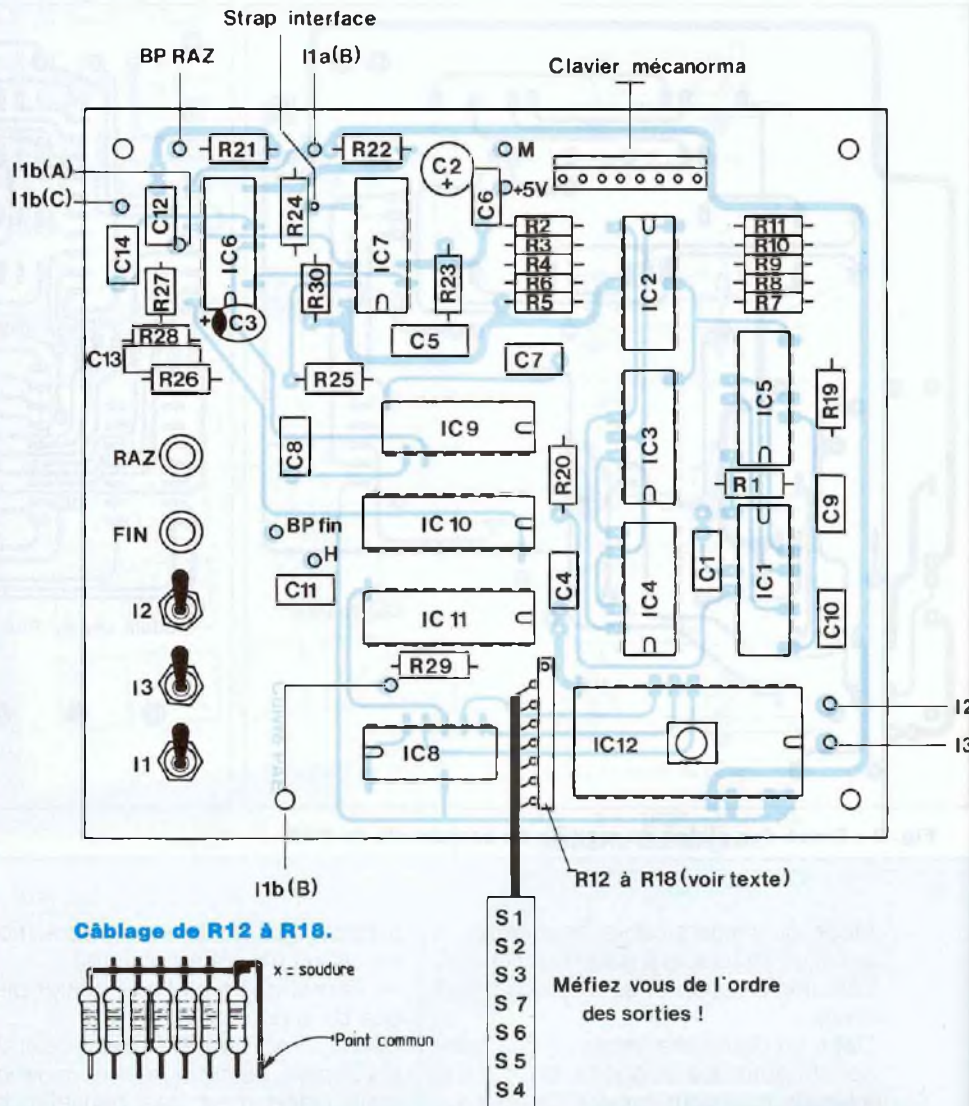 Strap interface
BP RAZ
I1a(B)
Clavier mécanorma
I1b(A)
I1b(C)
R21
R22
C2
+
M
+5V
C6
C12
C14
IC6
R24
IC7
R2
R3
R4
R6
R5
IC2
R11
R10
R9
R8
R7
R27
R30
R23
+
C3
R28
C13
R26
R25
C5
C7
IC5
R19
IC9
IC3
RAZ
C8
R20
R1
C9
FIN
BP fin
IC10
H
C11
C4
IC4
C1
IC1
C10
I2
IC11
R29
I3
IC8
IC12
I2
I3
I1
I1b(B)
R12 à R18 (voir texte)
Câblage de R12 à R18.
x = soudure
Point commun
S1
S2
S3
S7
S6
S5
S4
Méfiez vous de l'ordre
des sorties !